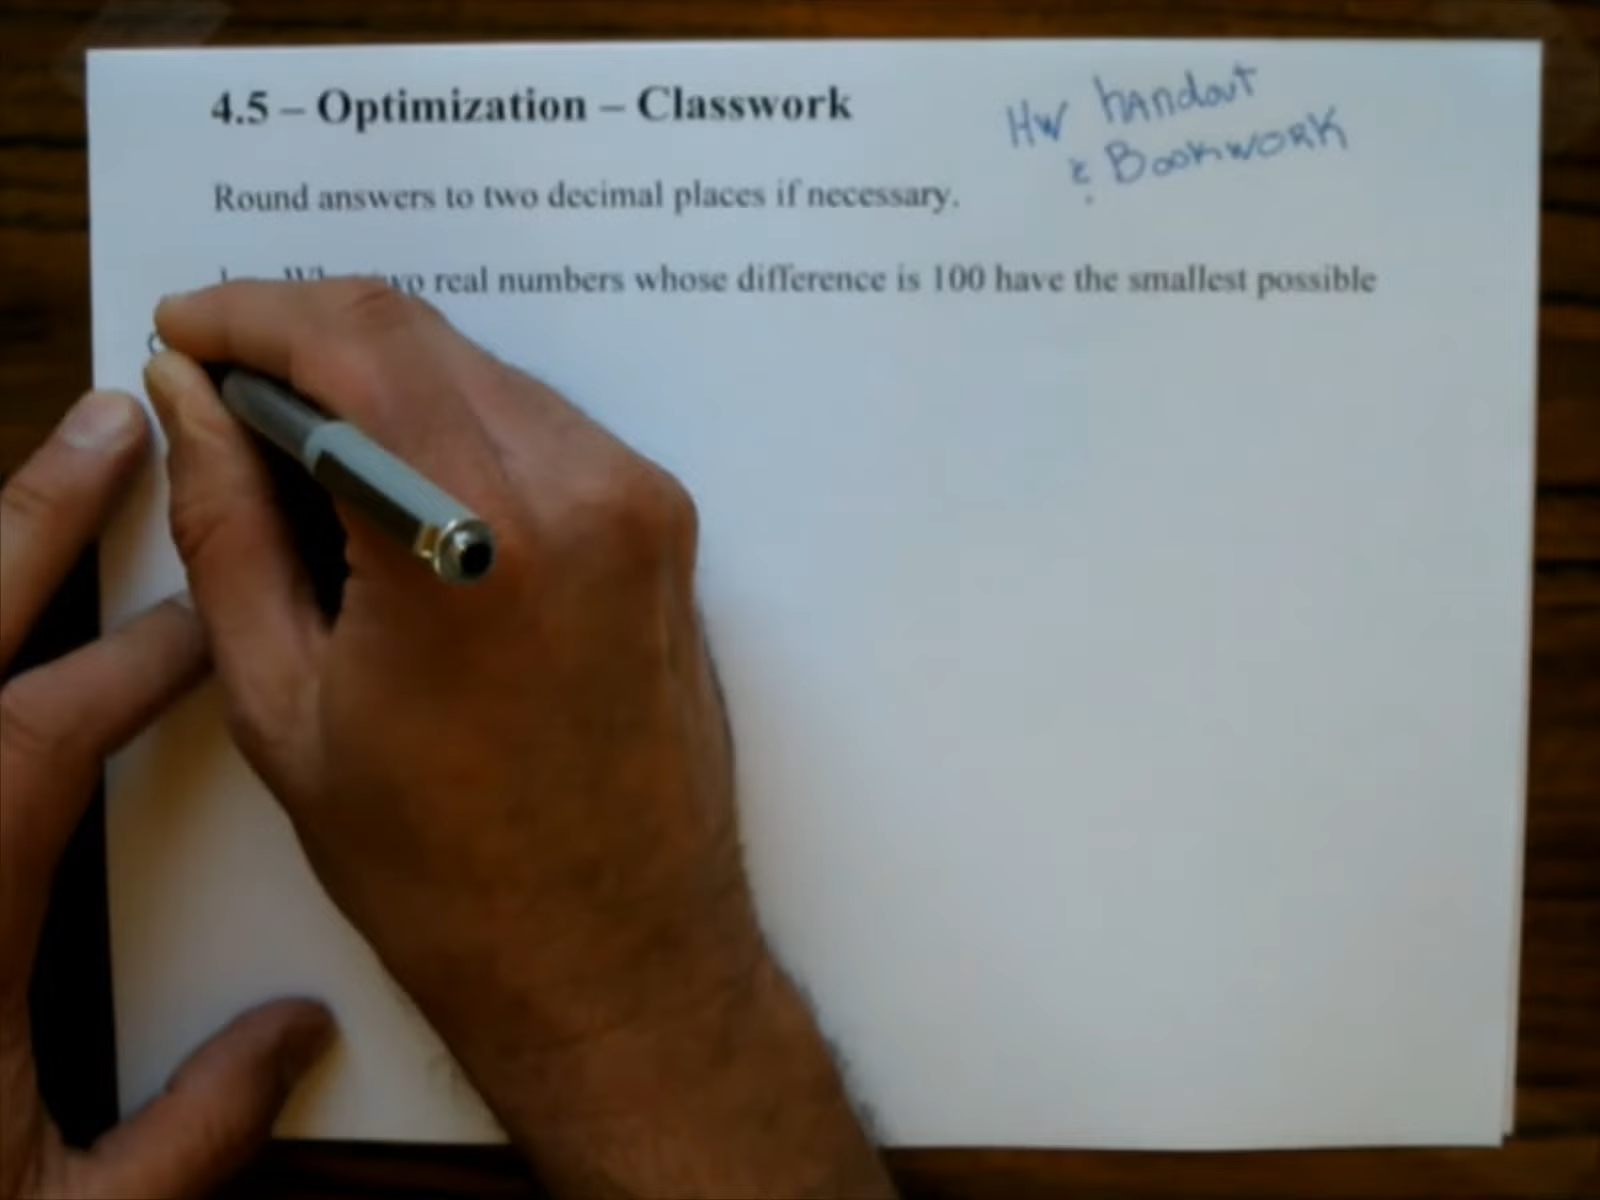 4.5 – Optimization – Classwork
HW handout
& Bookwork
Round answers to two decimal places if necessary.
real numbers whose difference is 100 have the smallest possible